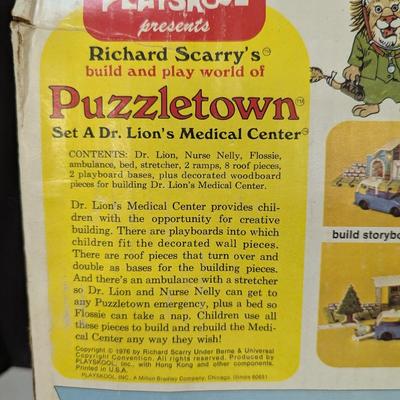 PLAYSKOOL
presents
Richard Scarry's™
build and play world of
Puzzletown™
Set A Dr. Lion's Medical Center™
CONTENTS: Dr. Lion, Nurse Nelly, Flossie,
ambulance, bed, stretcher, 2 ramps, 8 roof pieces,
2 playboard bases, plus decorated woodboard
pieces for building Dr. Lion's Medical Center.
Dr. Lion's Medical Center provides chil-
dren with the opportunity for creative
building. There are playboards into which
children fit the decorated wall pieces.
There are roof pieces that turn over and
double as bases for the building pieces.
And there's an ambulance with a stretcher
so Dr. Lion and Nurse Nelly can get to
any Puzzletown emergency, plus a bed so
Flossie can take a nap. Children use all
these pieces to build and rebuild the Medi-
cal Center any way they wish!
Copyright © 1976 by Richard Scarry Under Berne & Universal
Copyright Convention. All rights reserved. Produced by
PLAYSKOOL, INC., with Hong Kong and other components.
Printed in U.S.A.
PLAYSKOOL, INC., A Milton Bradley Company, Chicago, Illinois 60651
build storybo